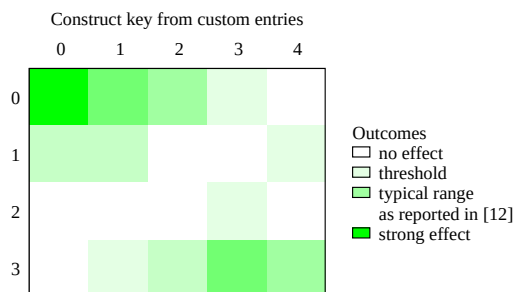 Construct key from custom entries
0 1 2 3 4
0
1
2
3
Outcomes
no effect
threshold
typical range
as reported in [12]
strong effect